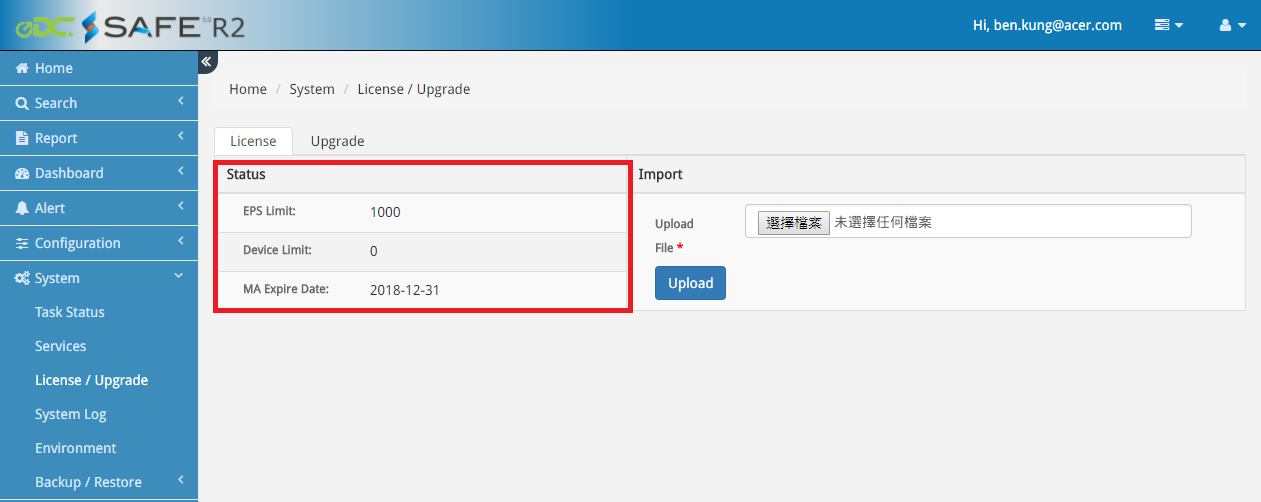 eDC. SAFE 3.0 R2
Hi, ben.kung@acer.com
Home
Search
Report
Dashboard
Alert
Configuration
System
Task Status
Services
License / Upgrade
System Log
Environment
Backup / Restore
Home / System / License / Upgrade
License Upgrade
Status
EPS Limit: 1000
Device Limit: 0
MA Expire Date: 2018-12-31
Import
Upload
File *
選擇檔案 未選擇任何檔案
Upload